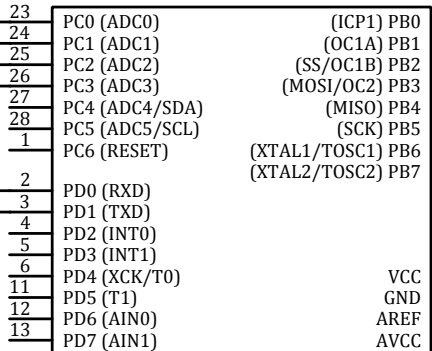 23 PC0 (ADC0) (ICP1) PB0
24 PC1 (ADC1) (OC1A) PB1
25 PC2 (ADC2) (SS/OC1B) PB2
26 PC3 (ADC3) (MOSI/OC2) PB3
27 PC4 (ADC4/SDA) (MISO) PB4
28 PC5 (ADC5/SCL) (SCK) PB5
1 PC6 (RESET) (XTAL1/TOSC1) PB6
(XTAL2/TOSC2) PB7
2 PD0 (RXD)
3 PD1 (TXD)
4 PD2 (INT0)
5 PD3 (INT1)
6 PD4 (XCK/T0) VCC
11 PD5 (T1) GND
12 PD6 (AIN0) AREF
13 PD7 (AIN1) AVCC